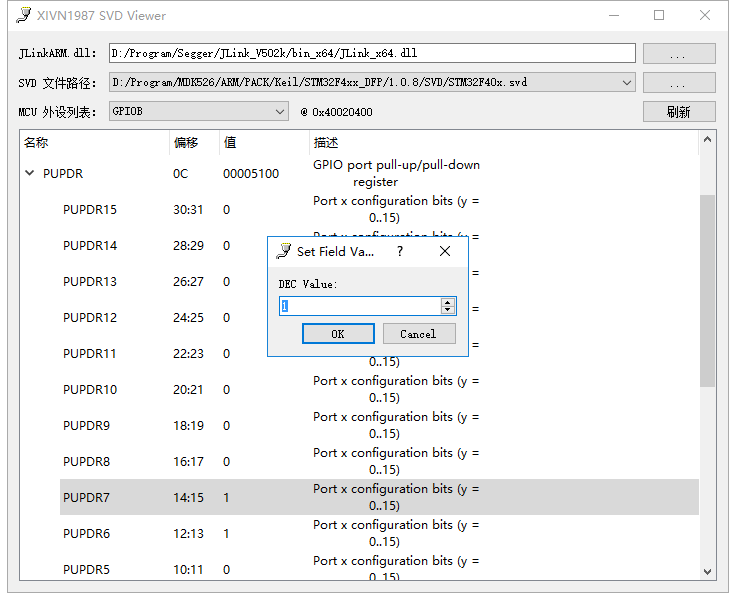 XIVN1987 SVD Viewer
JLinkARM.dll: D:/Program/Segger/JLink_V502k/bin_x64/JLink_x64.dll ...
SVD 文件路径: D:/Program/MDK526/ARM/PACK/Keil/STM32F4xx_DFP/1.0.8/SVD/STM32F40x.svd ...
MCU 外设列表: GPIOB @ 0x40020400 刷新
名称 偏移 值 描述
PUPDR 0C 00005100 GPIO port pull-up/pull-down
register
PUPDR15 30:31 0 Port x configuration bits (y =
0..15)
PUPDR14 28:29 0 Port x configuration bits (y =
Set Field Va... ?
PUPDR13 26:27 0 =
DEC Value:
1
PUPDR12 24:25 0 =
OK Cancel
PUPDR11 22:23 0 =
0..15)
PUPDR10 20:21 0 Port x configuration bits (y =
0..15)
PUPDR9 18:19 0 Port x configuration bits (y =
0..15)
PUPDR8 16:17 0 Port x configuration bits (y =
0..15)
PUPDR7 14:15 1 Port x configuration bits (y =
0..15)
PUPDR6 12:13 1 Port x configuration bits (y =
0..15)
PUPDR5 10:11 0 Port x configuration bits (y =
0..15)